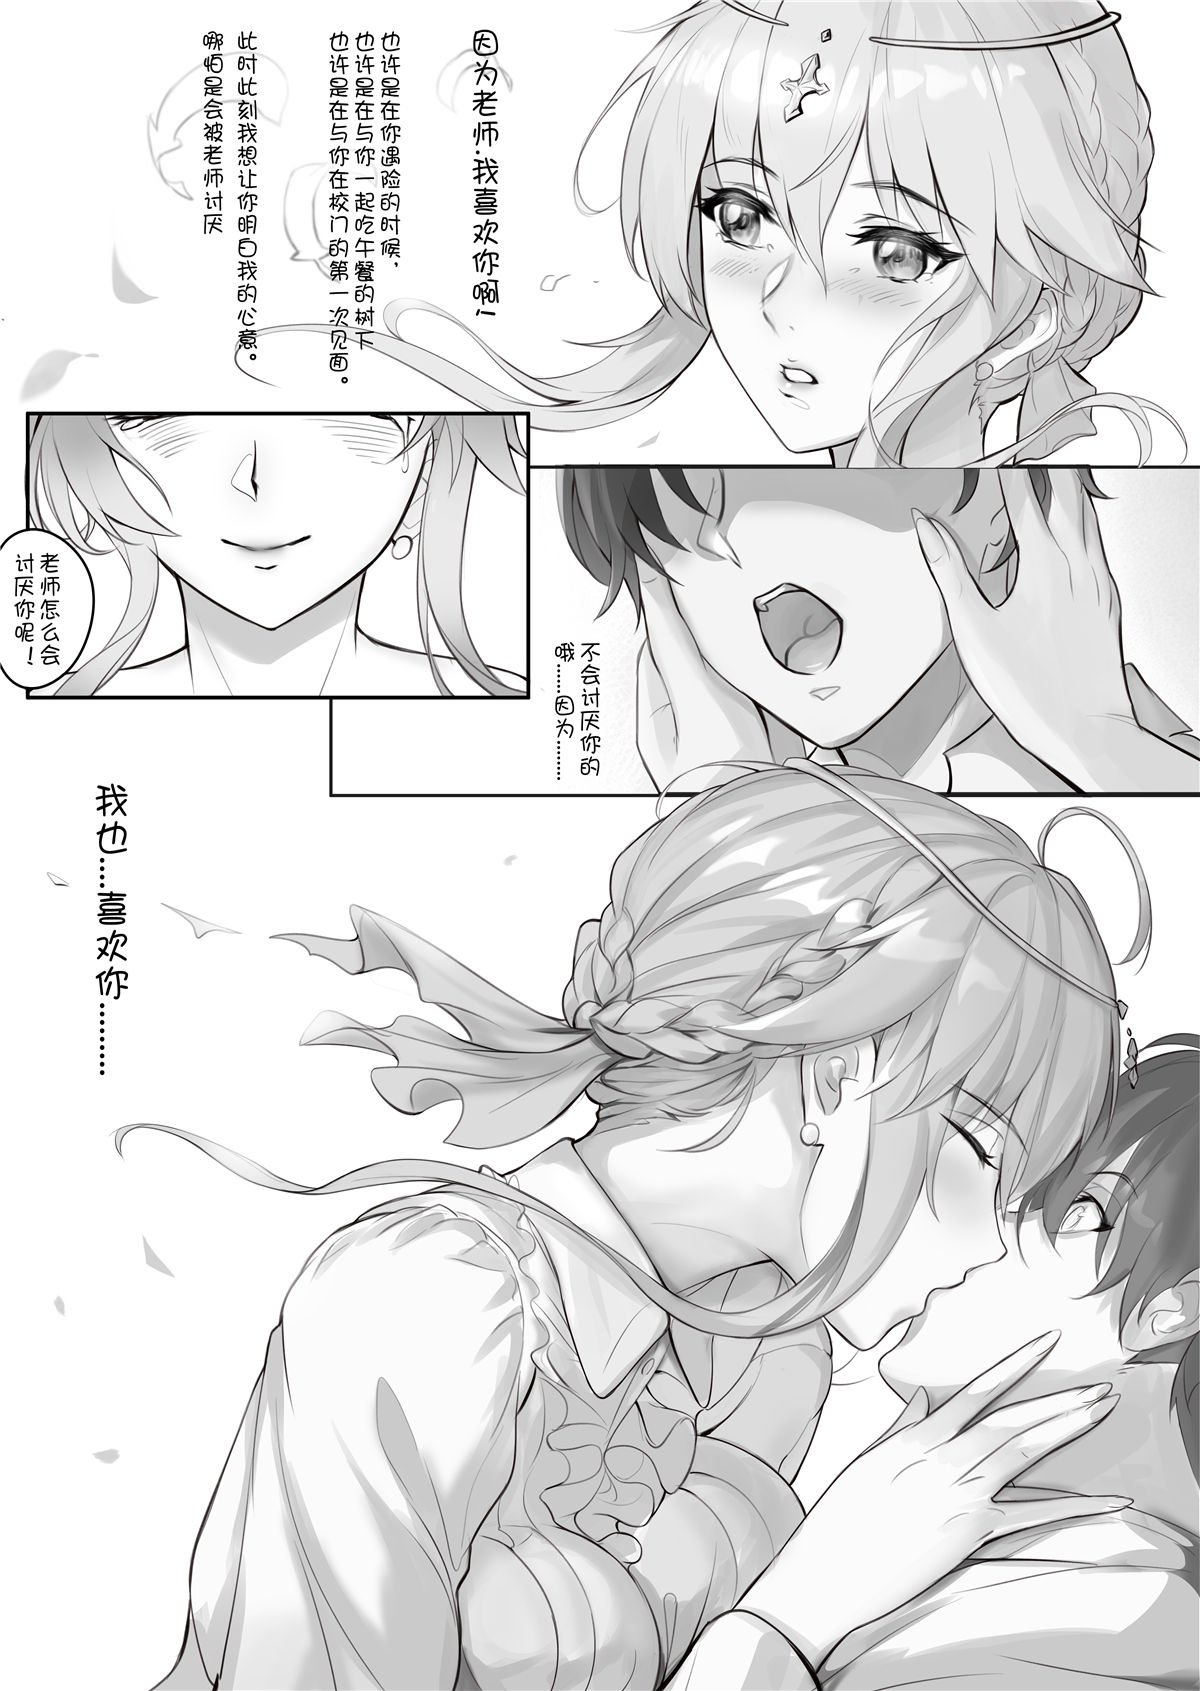 因为老师.我喜欢你啊！
也许是在你遇险的时候，
也许是在与你一起吃午餐的树下
也许是在与你在校门的第一次见面。
此时此刻我想让你明白我的心意。
哪怕是会被老师讨厌
不会讨厌你的
哦……因为………
老师怎么会
讨厌你呢！
我也…喜欢你………